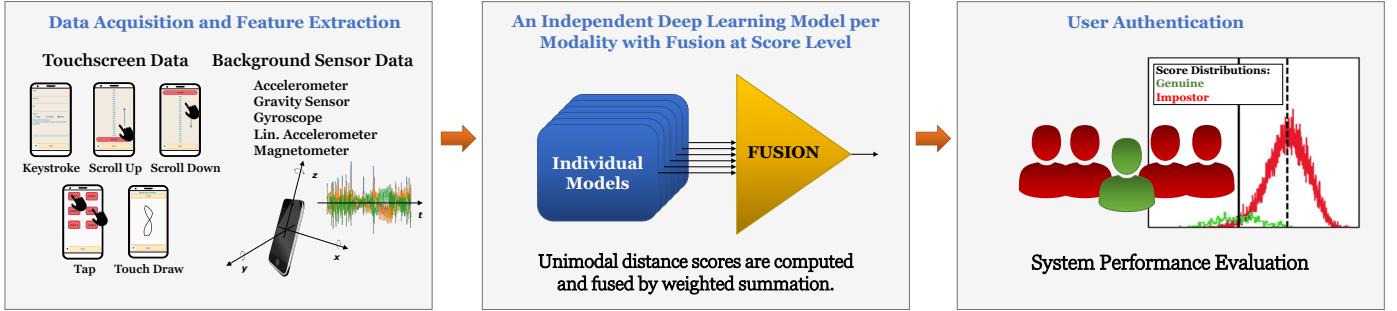 Data Acquisition and Feature Extraction
Touchscreen Data
Background Sensor Data
Accelerometer
Gravity Sensor
Gyroscope
Lin. Accelerometer
Magnetometer
Keystroke
Scroll Up
Scroll Down
Tap
Touch Draw
z
y
x
t
An Independent Deep Learning Model per
Modality with Fusion at Score Level
Individual
Models
FUSION
Unimodal distance scores are computed
and fused by weighted summation.
User Authentication
Score Distributions:
Genuine
Impostor
System Performance Evaluation